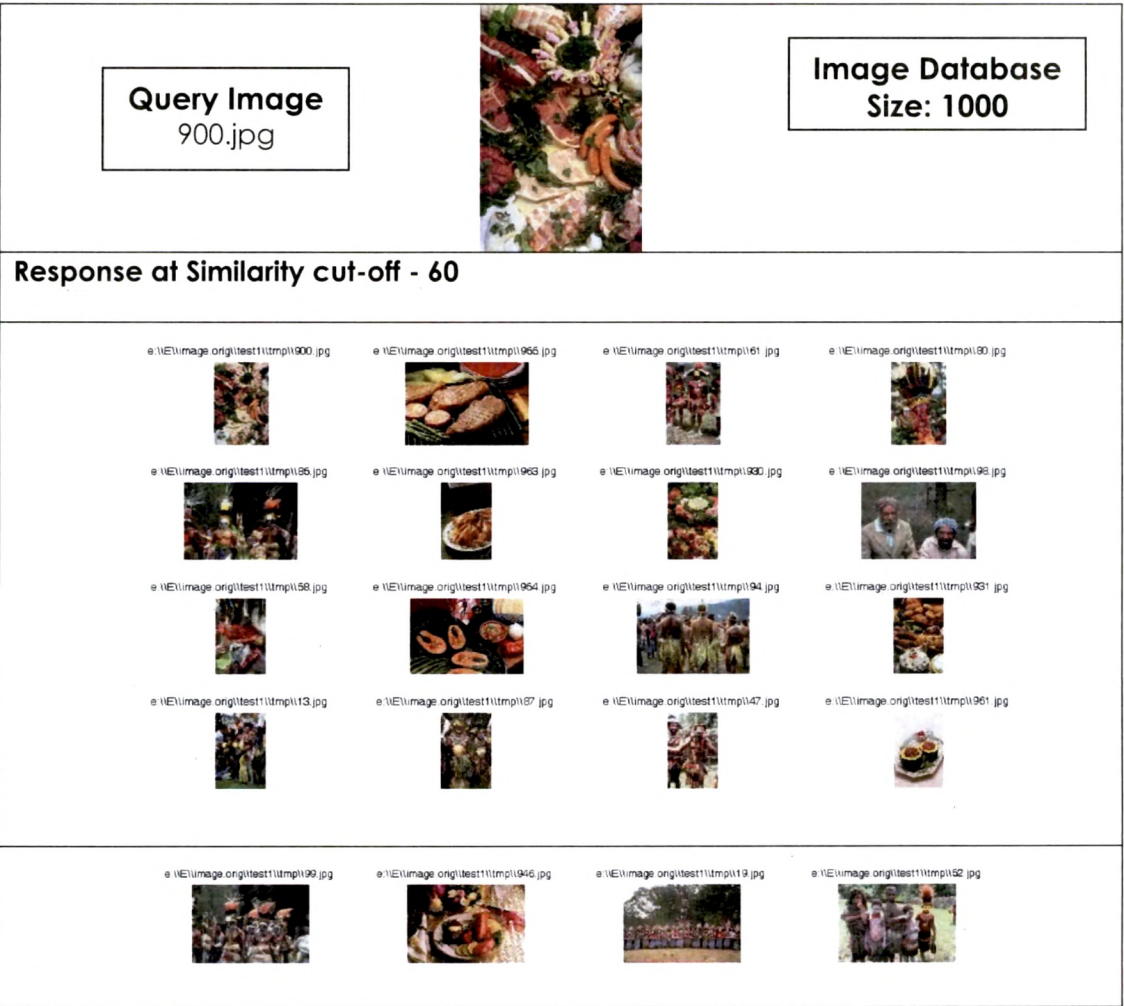 Query Image
900.jpg
Image Database
Size: 1000
Response at Similarity cut-off - 60
e:\\E\\image.orig\\test1\\tmp\\900.jpg
e:\\E\\image.orig\\test1\\tmp\\965.jpg
e:\\E\\image.orig\\test1\\tmp\\61.jpg
e:\\E\\image.orig\\test1\\tmp\\80.jpg
e:\\E\\image.orig\\test1\\tmp\\85.jpg
e:\\E\\image.orig\\test1\\tmp\\963.jpg
e:\\E\\image.orig\\test1\\tmp\\930.jpg
e:\\E\\image.orig\\test1\\tmp\\98.jpg
e:\\E\\image.orig\\test1\\tmp\\58.jpg
e:\\E\\image.orig\\test1\\tmp\\964.jpg
e:\\E\\image.orig\\test1\\tmp\\94.jpg
e:\\E\\image.orig\\test1\\tmp\\931.jpg
e:\\E\\image.orig\\test1\\tmp\\13.jpg
e:\\E\\image.orig\\test1\\tmp\\87.jpg
e:\\E\\image.orig\\test1\\tmp\\47.jpg
e:\\E\\image.orig\\test1\\tmp\\961.jpg
e:\\E\\image.orig\\test1\\tmp\\99.jpg
e:\\E\\image.orig\\test1\\tmp\\946.jpg
e:\\E\\image.orig\\test1\\tmp\\19.jpg
e:\\E\\image.orig\\test1\\tmp\\52.jpg